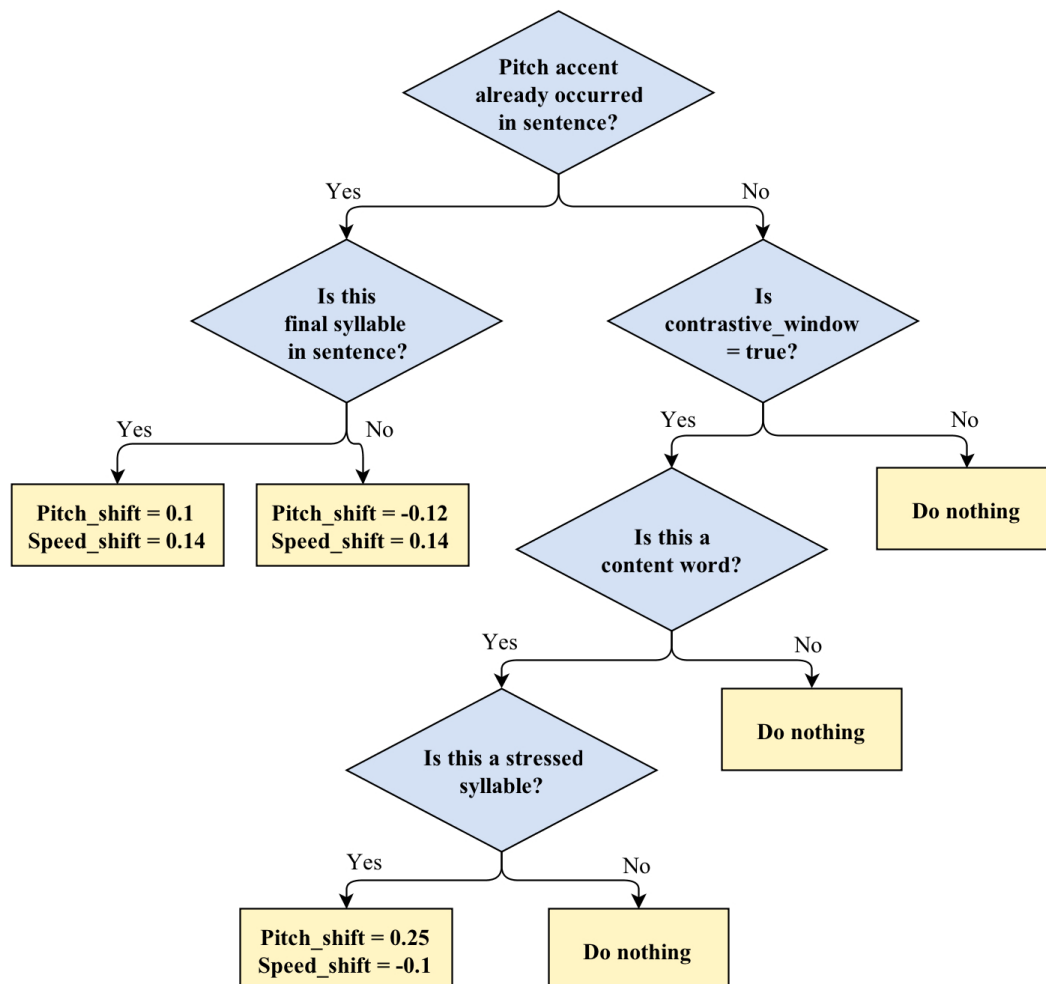 Pitch accent
already occurred
in sentence?
Yes
No
Is this
final syllable
in sentence?
Is
contrastive_window
= true?
Yes
No
Yes
No
Pitch_shift = 0.1
Speed_shift = 0.14
Pitch_shift = -0.12
Speed_shift = 0.14
Is this a
content word?
Do nothing
Yes
No
Is this a stressed
syllable?
Do nothing
Yes
No
Pitch_shift = 0.25
Speed_shift = -0.1
Do nothing